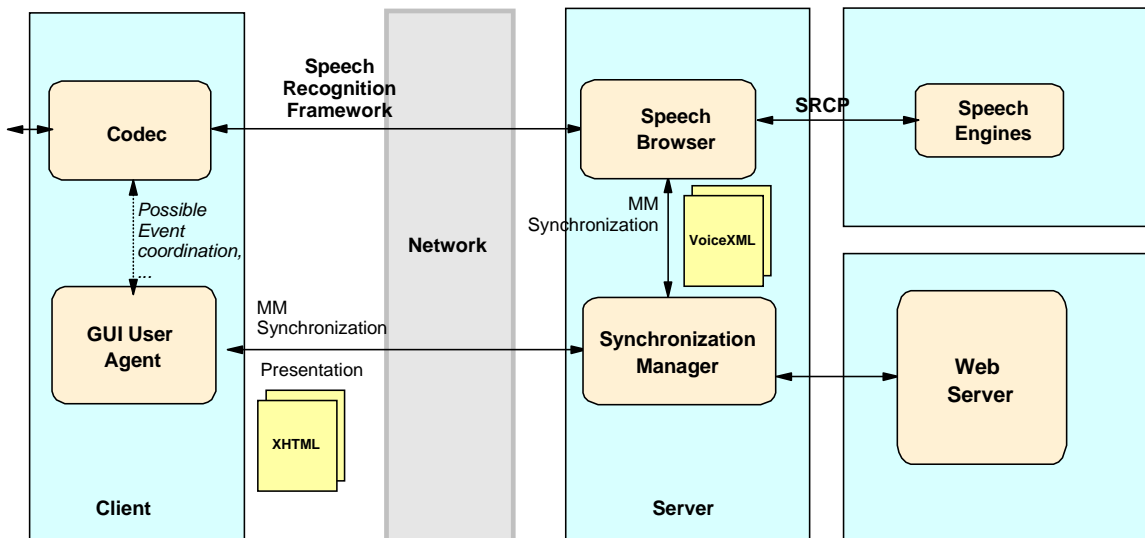 Speech
Recognition
Framework
Codec
Speech
Browser
SRCP
Speech
Engines
Possible
Event
coordination,
...
MM
Synchronization
VoiceXML
Network
GUI User
Agent
MM
Synchronization
Presentation
XHTML
Synchronization
Manager
Web
Server
Client
Server